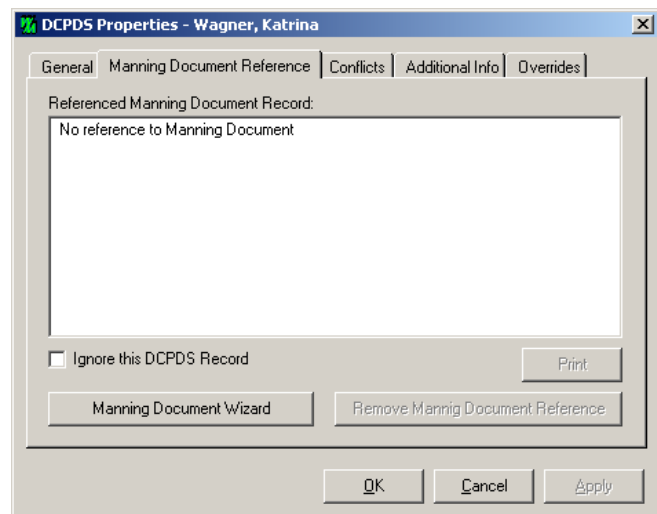 DCPDS Properties - Wagner, Katrina
General Manning Document Reference Conflicts Additional Info Overrides
Referenced Manning Document Record:
No reference to Manning Document
Ignore this DCPDS Record
Print
Manning Document Wizard Remove Mannig Document Reference
OK Cancel Apply